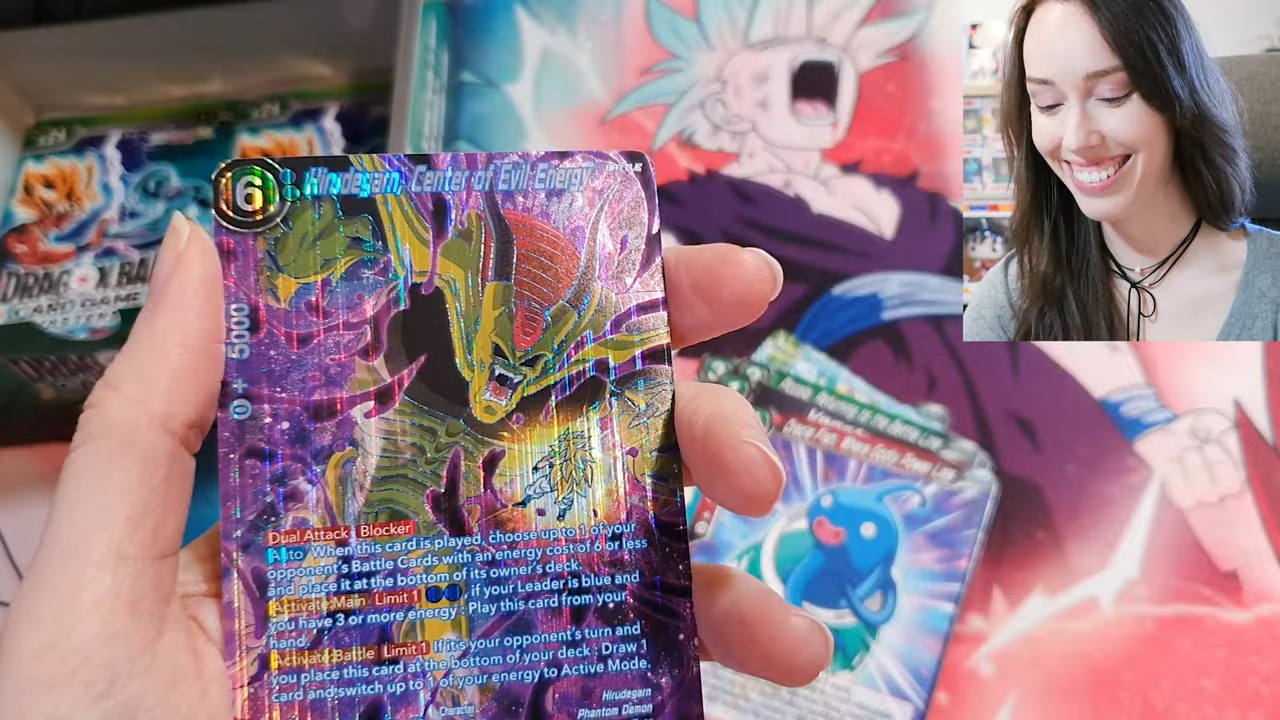 6
Hirudegarn, Center of Evil Energy
BATTLE
0 + 5000
Dual Attack Blocker
Auto When this card is played, choose up to 1 of your
opponent's Battle Cards with an energy cost of 6 or less
and place it at the bottom of its owner's deck.
Activate:Main Limit 1 , if your Leader is blue and
you have 3 or more energy : Play this card from your
hand.
Activate:Battle Limit 1 If it's your opponent's turn and
you place this card at the bottom of your deck : Draw 1
card and switch up to 1 of your energy to Active Mode.
Character
Hirudegarn
Phantom Demon
DRAGON BALL
CARD GAME
to the Battle Line